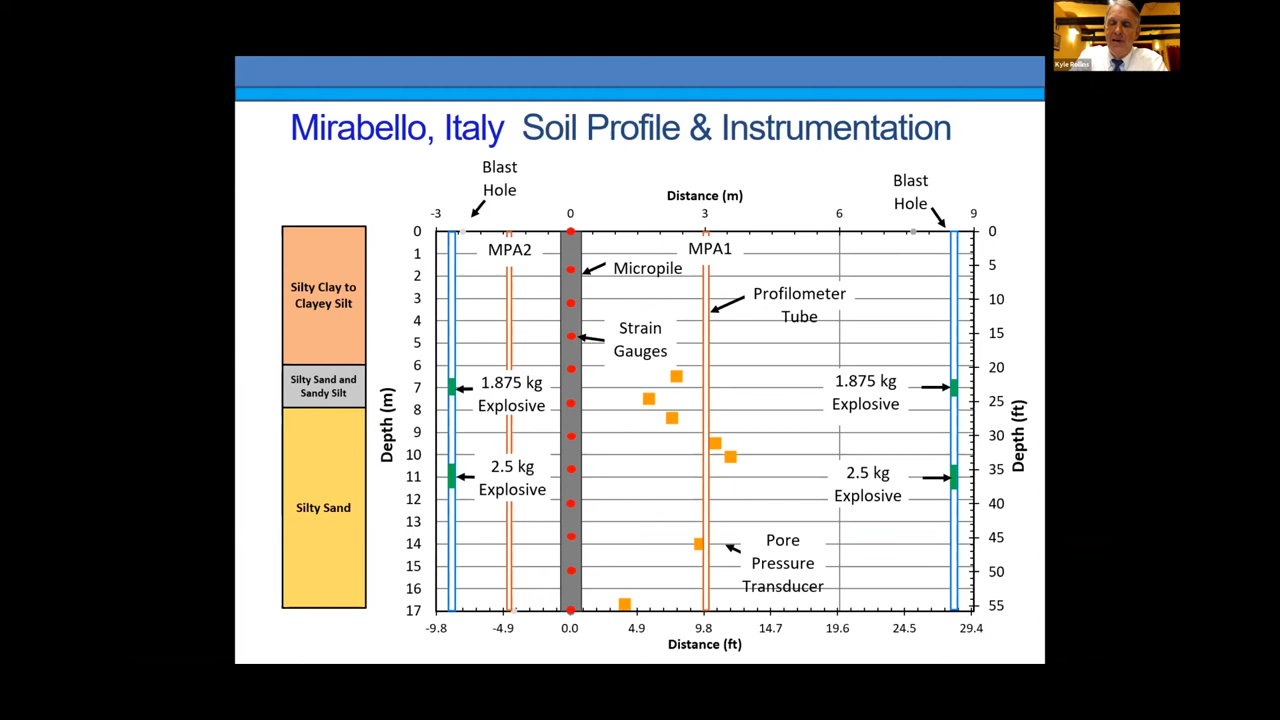 Kyle Rollins
Mirabello, Italy Soil Profile & Instrumentation
Blast
Hole
Distance (m)
Blast
Hole
-3
0
3
6
9
Silty Clay to
Clayey Silt
Silty Sand and
Sandy Silt
Silty Sand
Depth (m)
0
1
2
3
4
5
6
7
8
9
10
11
12
13
14
15
16
17
MPA2
MPA1
Micropile
Profilometer
Tube
Strain
Gauges
1.875 kg
Explosive
1.875 kg
Explosive
2.5 kg
Explosive
2.5 kg
Explosive
Pore
Pressure
Transducer
0
5
10
15
20
25
30
35
40
45
50
55
Depth (ft)
-9.8
-4.9
0.0
4.9
9.8
14.7
19.6
24.5
29.4
Distance (ft)